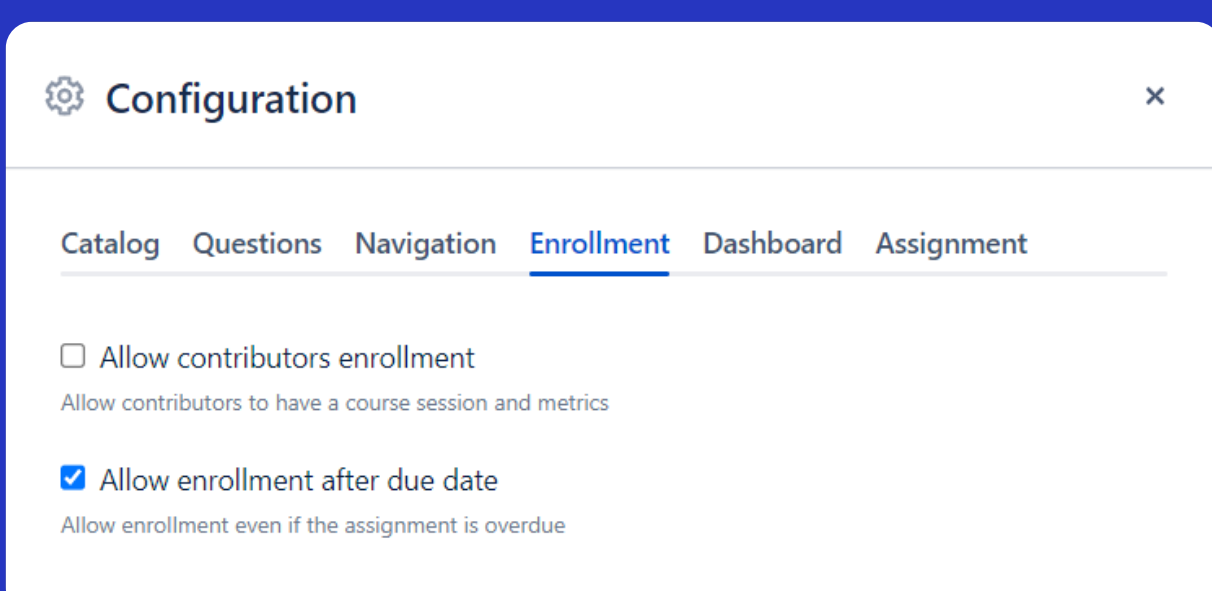 Configuration
Catalog Questions Navigation Enrollment Dashboard Assignment
Allow contributors enrollment
Allow contributors to have a course session and metrics
Allow enrollment after due date
Allow enrollment even if the assignment is overdue